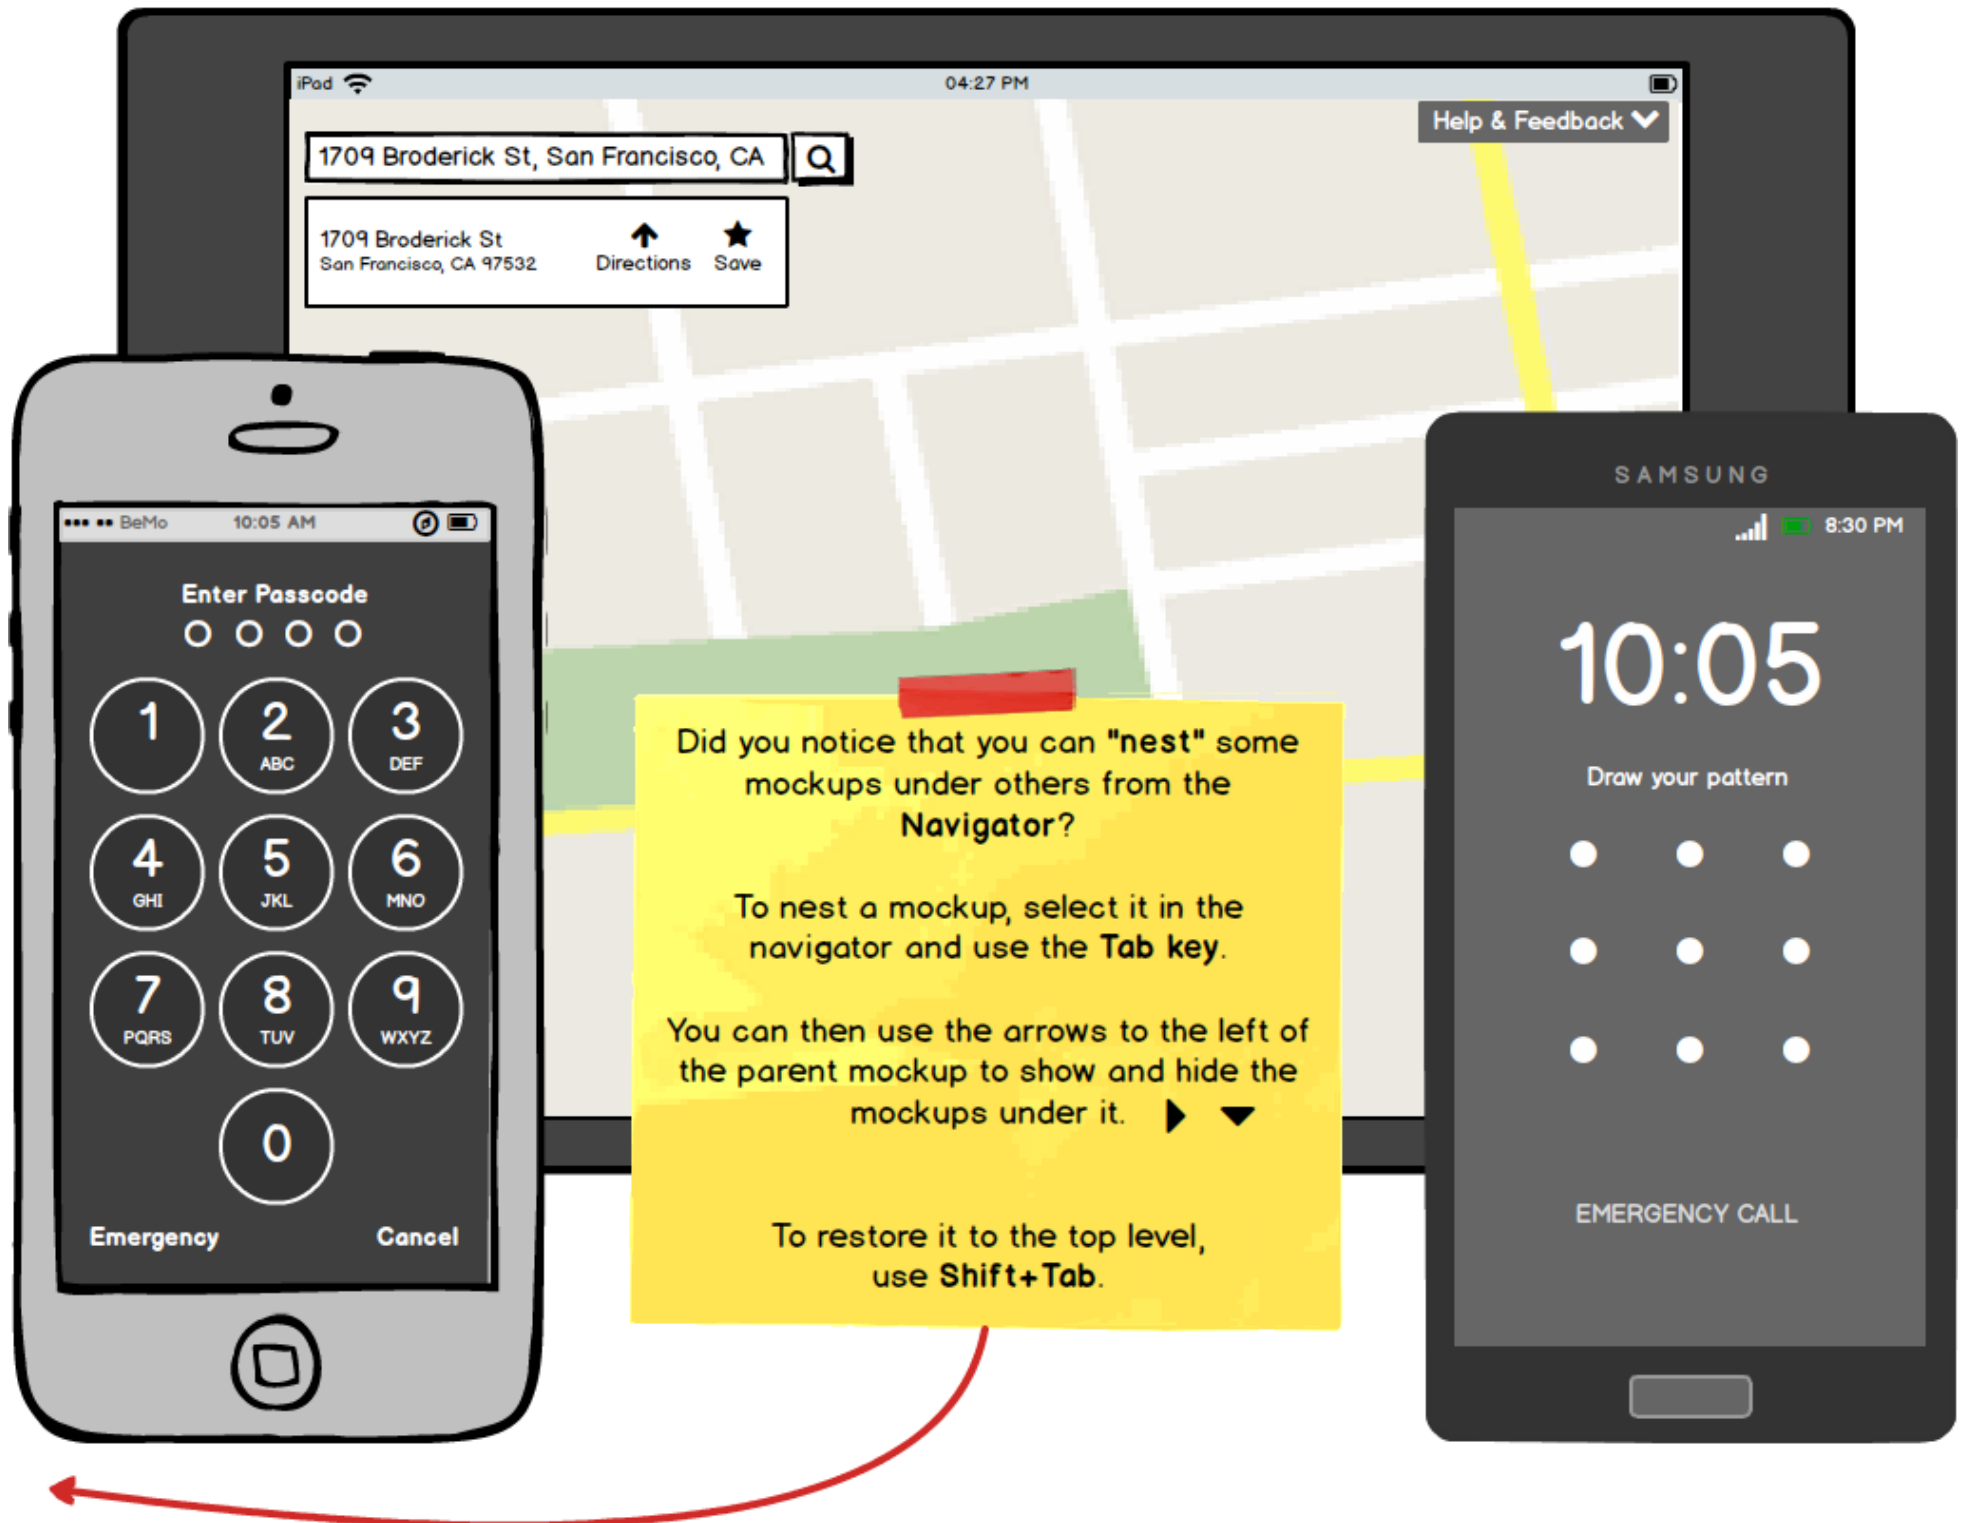 iPad
04:27 PM
Help & Feedback
1709 Broderick St, San Francisco, CA
1709 Broderick St
San Francisco, CA 97532
Directions
Save
BeMo
10:05 AM
Enter Passcode
1
2
ABC
3
DEF
4
GHI
5
JKL
6
MNO
7
PQRS
8
TUV
9
WXYZ
0
Emergency
Cancel
Did you notice that you can "nest" some
mockups under others from the
Navigator?
To nest a mockup, select it in the
navigator and use the Tab key.
You can then use the arrows to the left of
the parent mockup to show and hide the
mockups under it.
To restore it to the top level,
use Shift+Tab.
SAMSUNG
8:30 PM
10:05
Draw your pattern
EMERGENCY CALL